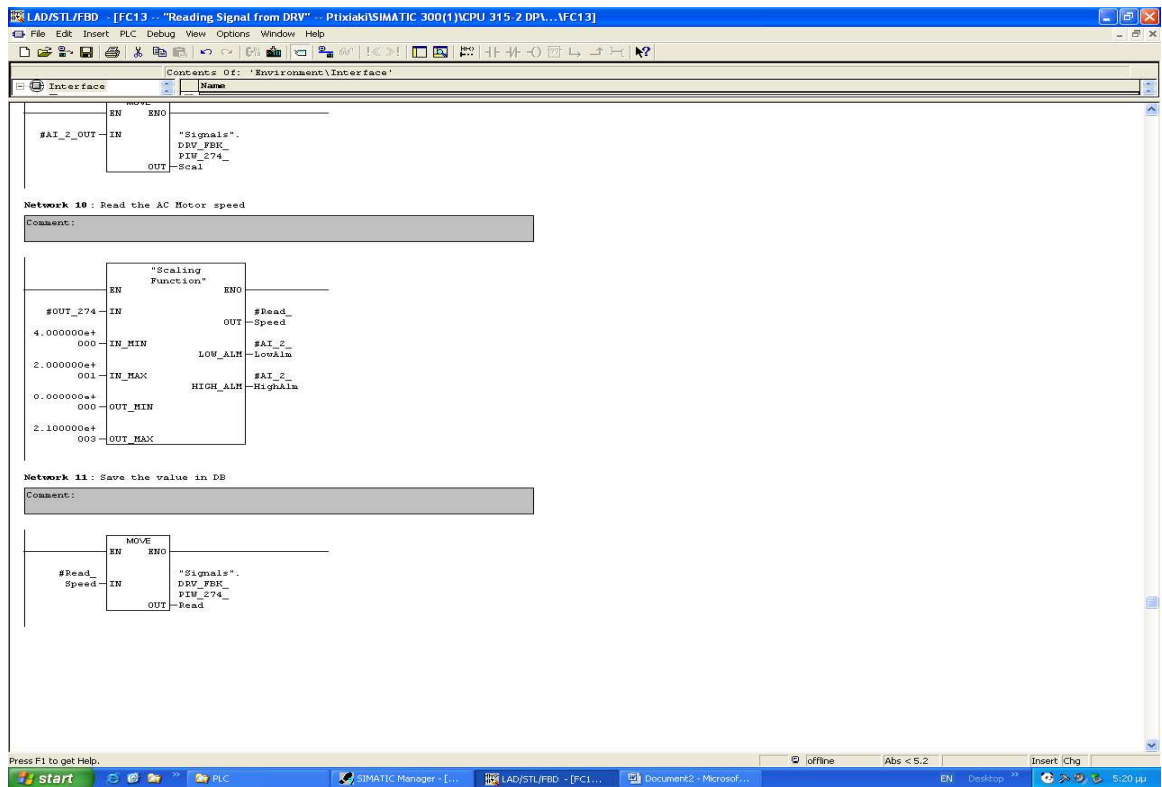 LAD/STL/FBD - [FC13 -- "Reading Signal from DRV" -- Ptixiaki\SIMATIC 300(1)\CPU 315-2 DP\...\FC13]
File Edit Insert PLC Debug View Options Window Help
Contents Of: 'Environment\Interface'
Interface
Name
MOVE
EN ENO
#AI_2_OUT IN "Signals".
DRV_FBK_
PIW_274_
OUT Scal
Network 10 : Read the AC Motor speed
Comment:
"Scaling
Function"
EN ENO
#OUT_274 IN #Read_
OUT Speed
4.000000e+
000 IN_MIN #AI_2_
LOW_ALM LowAlm
2.000000e+
001 IN_MAX #AI_2_
HIGH_ALM HighAlm
0.000000e+
000 OUT_MIN
2.100000e+
003 OUT_MAX
Network 11 : Save the value in DB
Comment:
MOVE
EN ENO
#Read_ "Signals".
Speed IN DRV_FBK_
PIW_274_
OUT Read
Press F1 to get Help.
offline Abs < 5.2 Insert Chg
start PLC SIMATIC Manager - [... LAD/STL/FBD - [FC1... Document2 - Microsof... EN Desktop 5:20 μμ